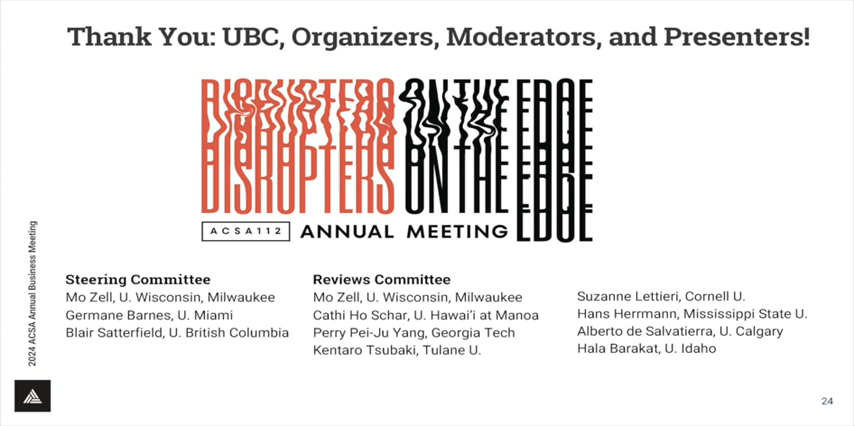 Thank You: UBC, Organizers, Moderators, and Presenters!
DISRUPTERS ON THE EDGE
ACSA112 ANNUAL MEETING
2024 ACSA Annual Business Meeting
Steering Committee
Mo Zell, U. Wisconsin, Milwaukee
Germane Barnes, U. Miami
Blair Satterfield, U. British Columbia
Reviews Committee
Mo Zell, U. Wisconsin, Milwaukee
Cathi Ho Schar, U. Hawai’i at Manoa
Perry Pei-Ju Yang, Georgia Tech
Kentaro Tsubaki, Tulane U.
Suzanne Lettieri, Cornell U.
Hans Herrmann, Mississippi State U.
Alberto de Salvatierra, U. Calgary
Hala Barakat, U. Idaho
24